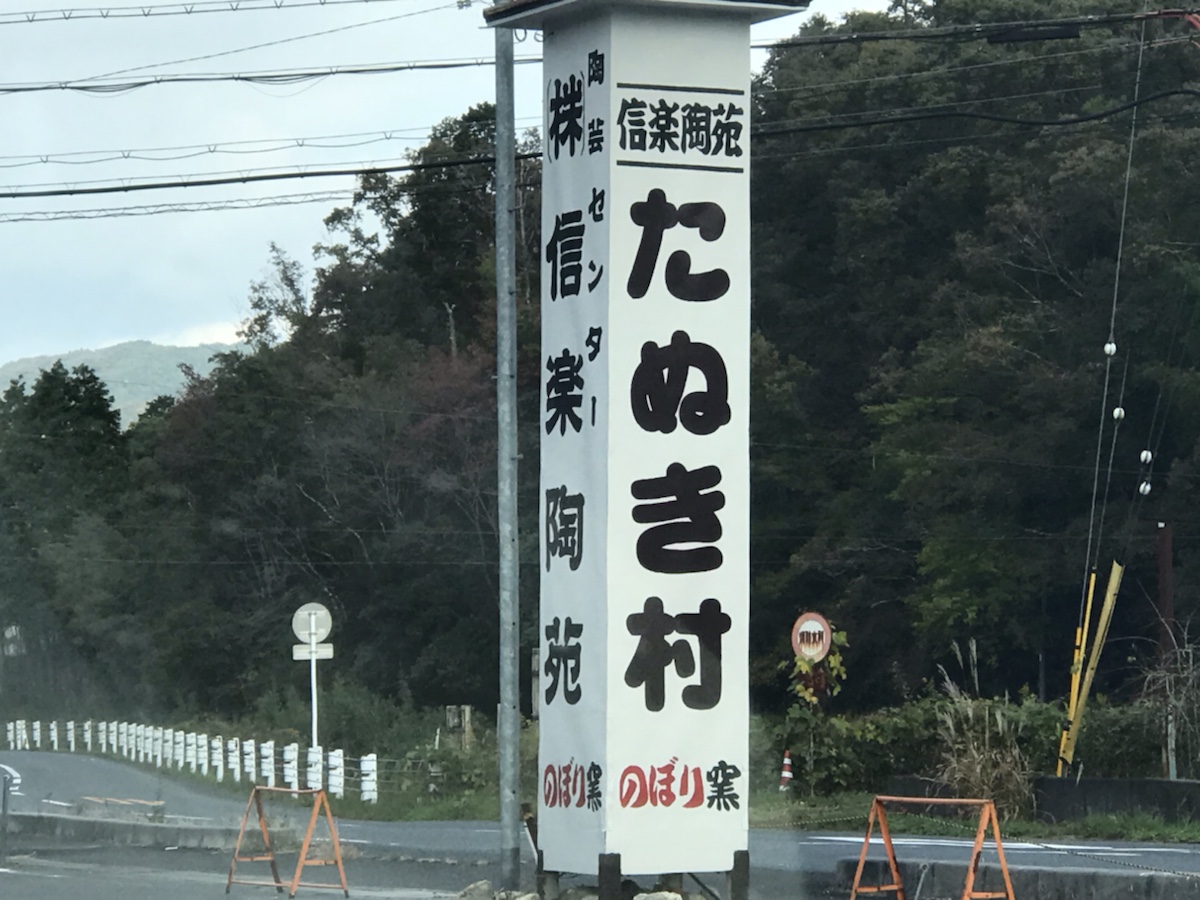 信楽陶苑
たぬき村
のぼり窯
陶芸センター
(株)信楽陶苑
のぼり窯